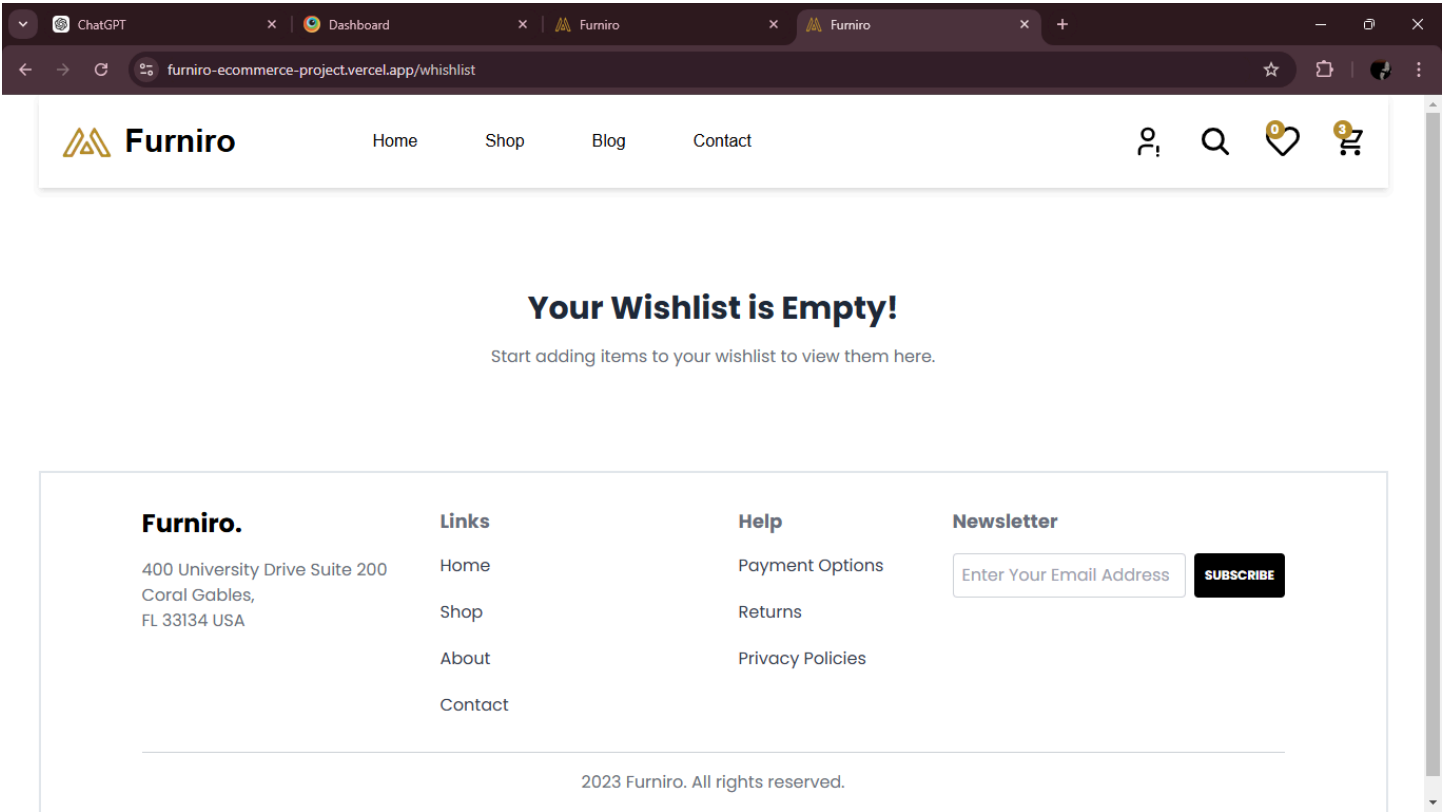 ChatGPT
Dashboard
Furniro
Furniro
furniro-ecommerce-project.vercel.app/whishlist
Furniro
Home
Shop
Blog
Contact
0
3
Your Wishlist is Empty!
Start adding items to your wishlist to view them here.
Furniro.
400 University Drive Suite 200
Coral Gables,
FL 33134 USA
Links
Home
Shop
About
Contact
Help
Payment Options
Returns
Privacy Policies
Newsletter
Enter Your Email Address
SUBSCRIBE
2023 Furniro. All rights reserved.